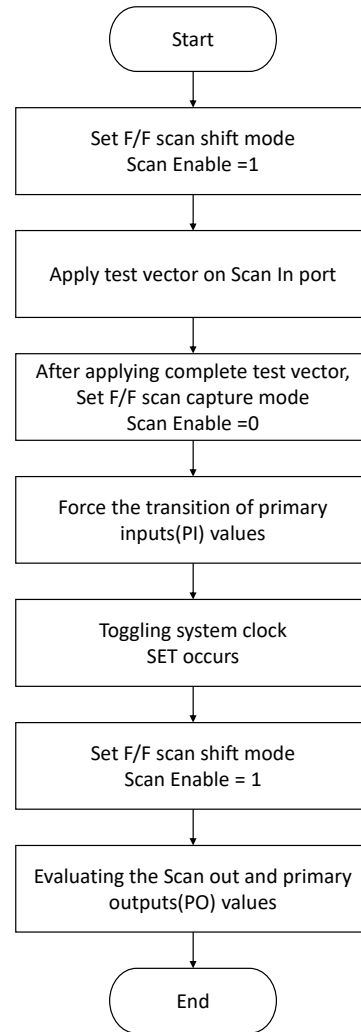 Start
Set F/F scan shift mode
Scan Enable =1
Apply test vector on Scan In port
After applying complete test vector,
Set F/F scan capture mode
Scan Enable =0
Force the transition of primary
inputs(PI) values
Toggling system clock
SET occurs
Set F/F scan shift mode
Scan Enable = 1
Evaluating the Scan out and primary
outputs(PO) values
End